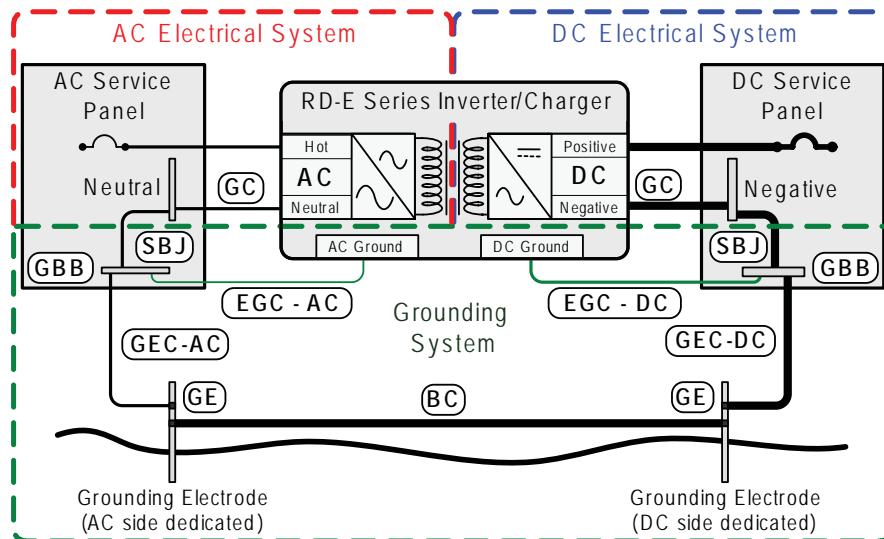 AC Electrical System
DC Electrical System
AC Service
Panel
RD-E Series Inverter/Charger
DC Service
Panel
Hot
AC
Neutral
Positive
DC
Negative
Neutral
GC
GC
Negative
SBJ
AC Ground
DC Ground
SBJ
GBB
GBB
EGC - AC
EGC - DC
Grounding
System
GEC-AC
GEC-DC
GE
BC
GE
Grounding Electrode
(AC side dedicated)
Grounding Electrode
(DC side dedicated)